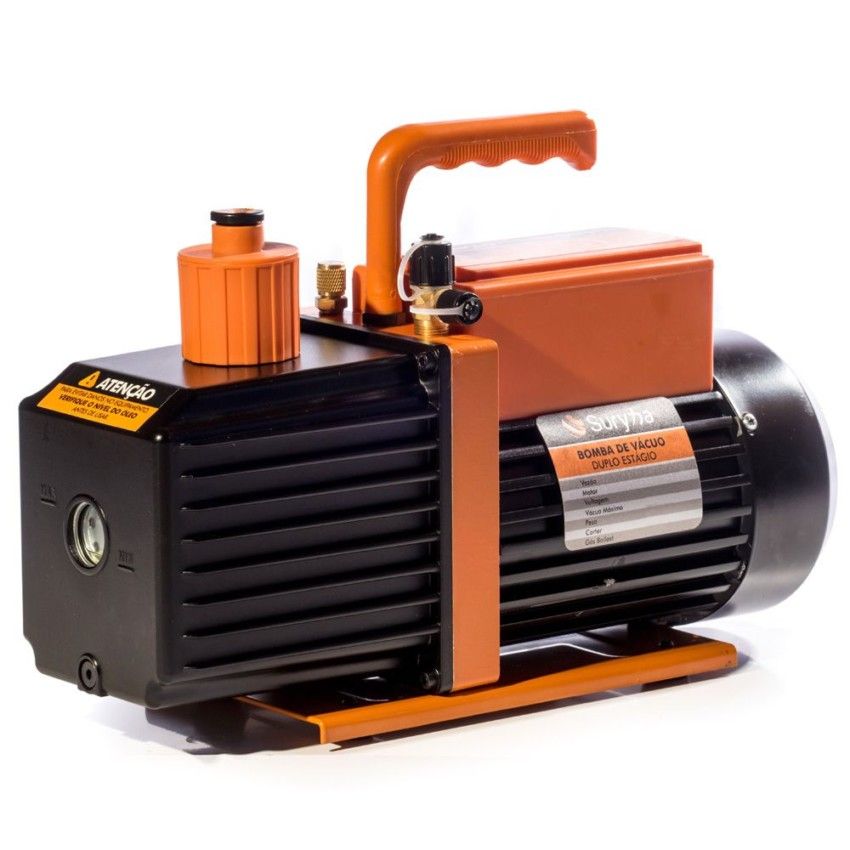 ATENÇÃO
PARA EVITAR DANOS NO EQUIPAMENTO,
VERIFIQUE O NÍVEL DO ÓLEO
ANTES DE USAR.
MAX
MIN
Suryha
BOMBA DE VÁCUO
DUPLO ESTÁGIO
Vazão
Motor
Voltagem
Vácuo Máximo
Peso
Carter
Gás Ballast